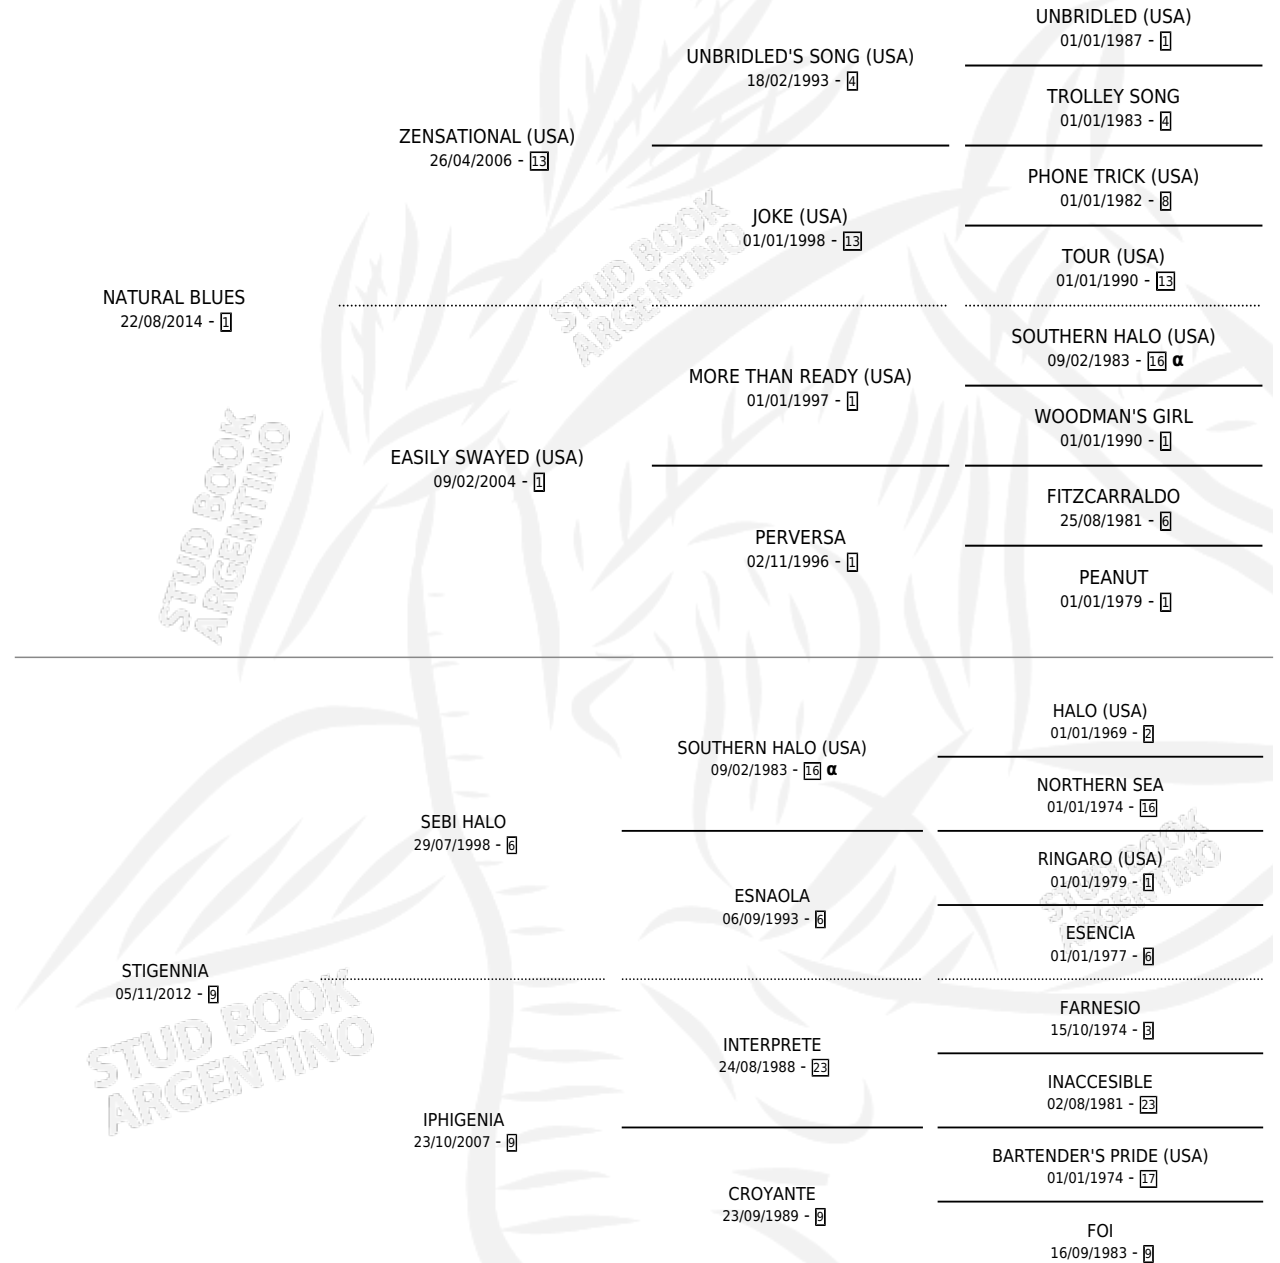 UNBRIDLED (USA)
01/01/1987 - 1
UNBRIDLED'S SONG (USA)
18/02/1993 - 4
TROLLEY SONG
01/01/1983 - 4
ZENSATIONAL (USA)
26/04/2006 - 13
PHONE TRICK (USA)
01/01/1982 - 8
JOKE (USA)
01/01/1998 - 13
TOUR (USA)
01/01/1990 - 13
NATURAL BLUES
22/08/2014 - 1
SOUTHERN HALO (USA)
09/02/1983 - 16 α
MORE THAN READY (USA)
01/01/1997 - 1
WOODMAN'S GIRL
01/01/1990 - 1
EASILY SWAYED (USA)
09/02/2004 - 1
FITZCARRALDO
25/08/1981 - 6
PERVERSA
02/11/1996 - 1
PEANUT
01/01/1979 - 1
HALO (USA)
01/01/1969 - 2
SOUTHERN HALO (USA)
09/02/1983 - 16 α
NORTHERN SEA
01/01/1974 - 16
SEBI HALO
29/07/1998 - 6
RINGARO (USA)
01/01/1979 - 1
ESNAOLA
06/09/1993 - 6
ESENCIA
01/01/1977 - 6
STIGENNIA
05/11/2012 - 9
FARNESIO
15/10/1974 - 3
INTERPRETE
24/08/1988 - 23
INACCESIBLE
02/08/1981 - 23
IPHIGENIA
23/10/2007 - 9
BARTENDER'S PRIDE (USA)
01/01/1974 - 17
CROYANTE
23/09/1989 - 9
FOI
16/09/1983 - 9
STUD BOOK
ARGENTINO
STUD BOOK
ARGENTINO
STUD BOOK
ARGENTINO
STUD BOOK
ARGENTINO